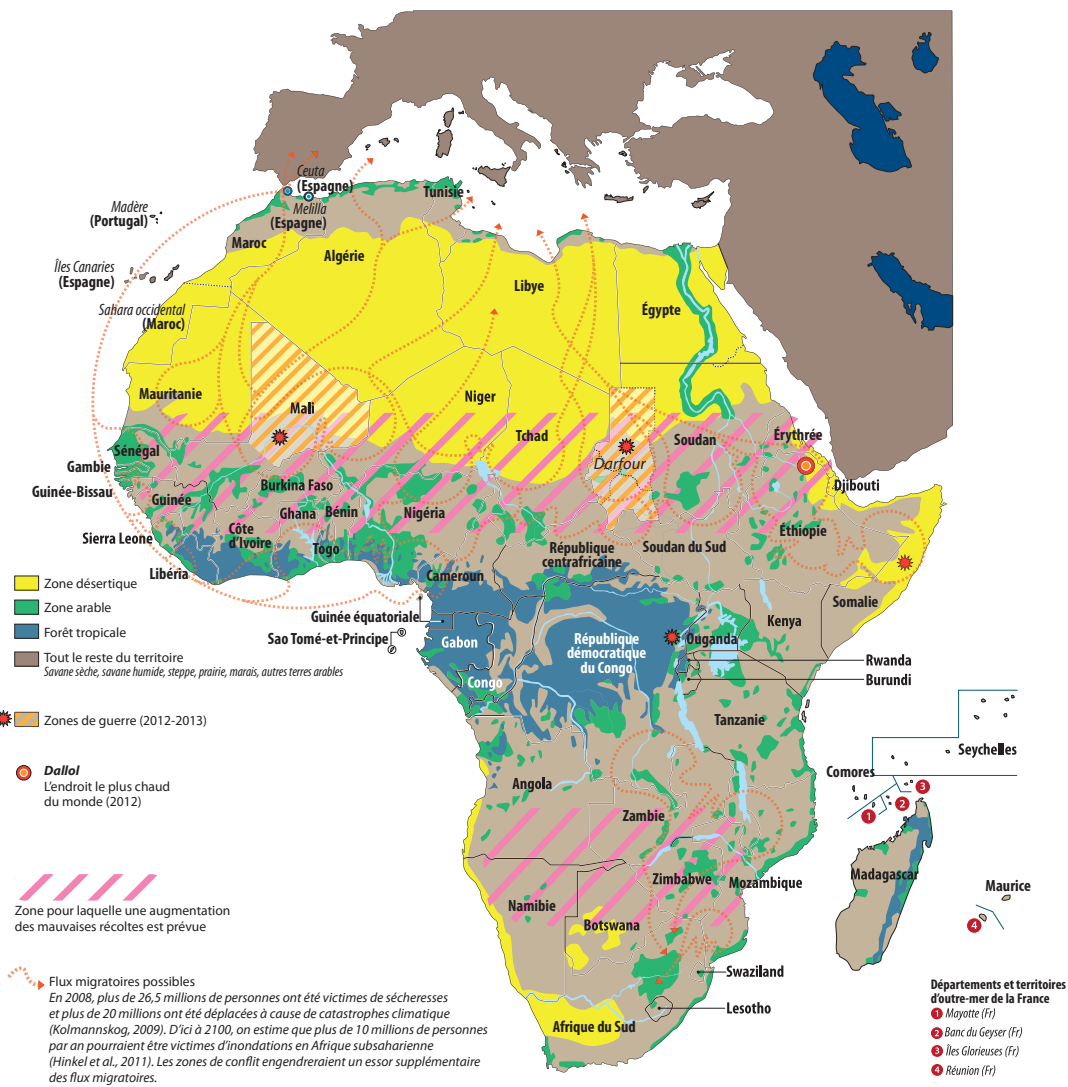 Ceuta
(Espagne)
Melilla
(Espagne)
Tunisie
Madère
(Portugal)
Maroc
Algérie
Îles Canaries
(Espagne)
Libye
Sahara occidental
(Maroc)
Égypte
Mauritanie
Mali
Niger
Tchad
Soudan
Érythrée
Sénégal
Darfour
Gambie
Burkina Faso
Djibouti
Guinée-Bissau
Guinée
Ghana
Bénin
Nigéria
Sierra Leone
Côte
d'Ivoire
Togo
Éthiopie
Libéria
République
centrafricaine
Soudan du Sud
Cameroun
Somalie
Guinée équatoriale
Kenya
Sao Tomé-et-Principe
Gabon
République
démocratique
du Congo
Ouganda
Rwanda
Congo
Burundi
Tanzanie
Seychelles
Comores
Angola
3
2
1
Zambie
Madagascar
Zimbabwe
Mozambique
Maurice
Namibie
Botswana
4
Swaziland
Lesotho
Afrique du Sud
Zone désertique
Zone arable
Forêt tropicale
Tout le reste du territoire
Savane sèche, savane humide, steppe, prairie, marais, autres terres arables
Zones de guerre (2012-2013)
Dallol
L'endroit le plus chaud
du monde (2012)
Zone pour laquelle une augmentation
des mauvaises récoltes est prévue
Flux migratoires possibles
En 2008, plus de 26,5 millions de personnes ont été victimes de sécheresses
et plus de 20 millions ont été déplacées à cause de catastrophes climatique
(Kolmannskog, 2009). D'ici à 2100, on estime que plus de 10 millions de personnes
par an pourraient être victimes d'inondations en Afrique subsaharienne
(Hinkel et al., 2011). Les zones de conflit engendreraient un essor supplémentaire
des flux migratoires.
Départements et territoires
d'outre-mer de la France
1 Mayotte (Fr)
2 Banc du Geyser (Fr)
3 Îles Glorieuses (Fr)
4 Réunion (Fr)